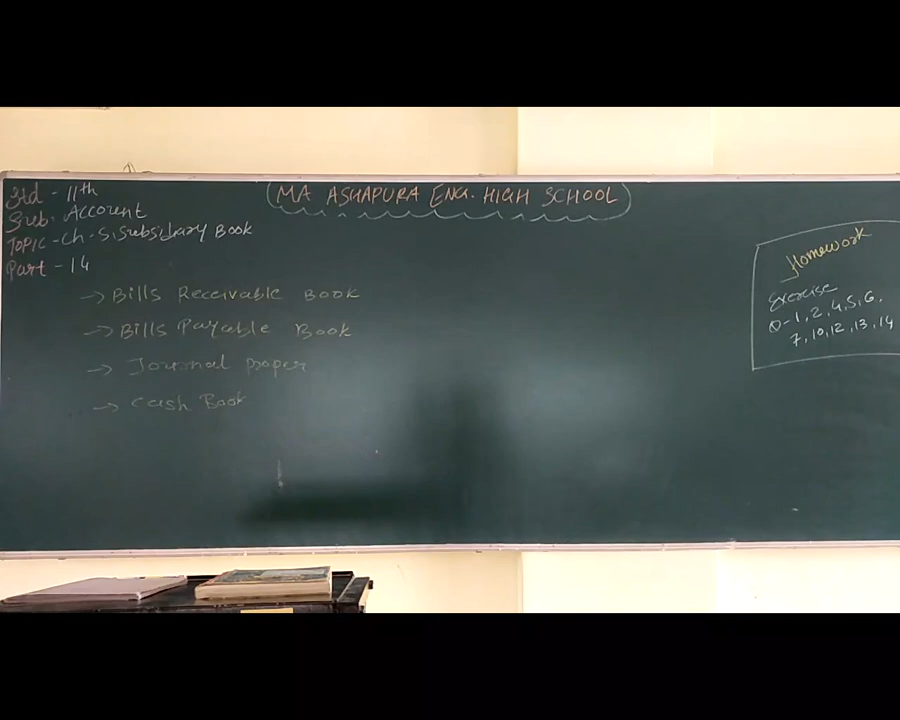 MA ASHAPURA ENG. HIGH SCHOOL
Std - 11th
Sub. Account
Topic - Ch-5, Subsidiary Book
Part - 14
→ Bills Receivable Book
→ Bills Payable Book
→ Journal proper
→ Cash Book
Homework
Exercise
Q-1, 2, 4, 5, 6,
7, 10, 12, 13, 14